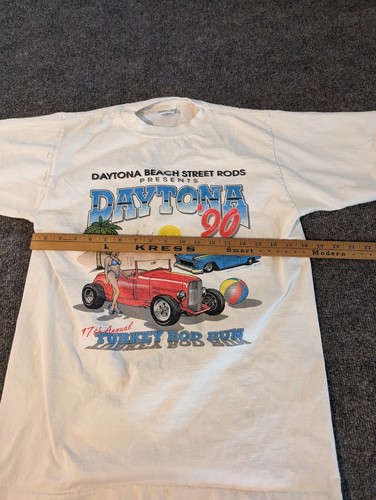 DAYTONA BEACH STREET RODS
PRESENTS
DAYTONA
'90
KRESS
Smart
Modern
17th Annual
TURKEY ROD RUN